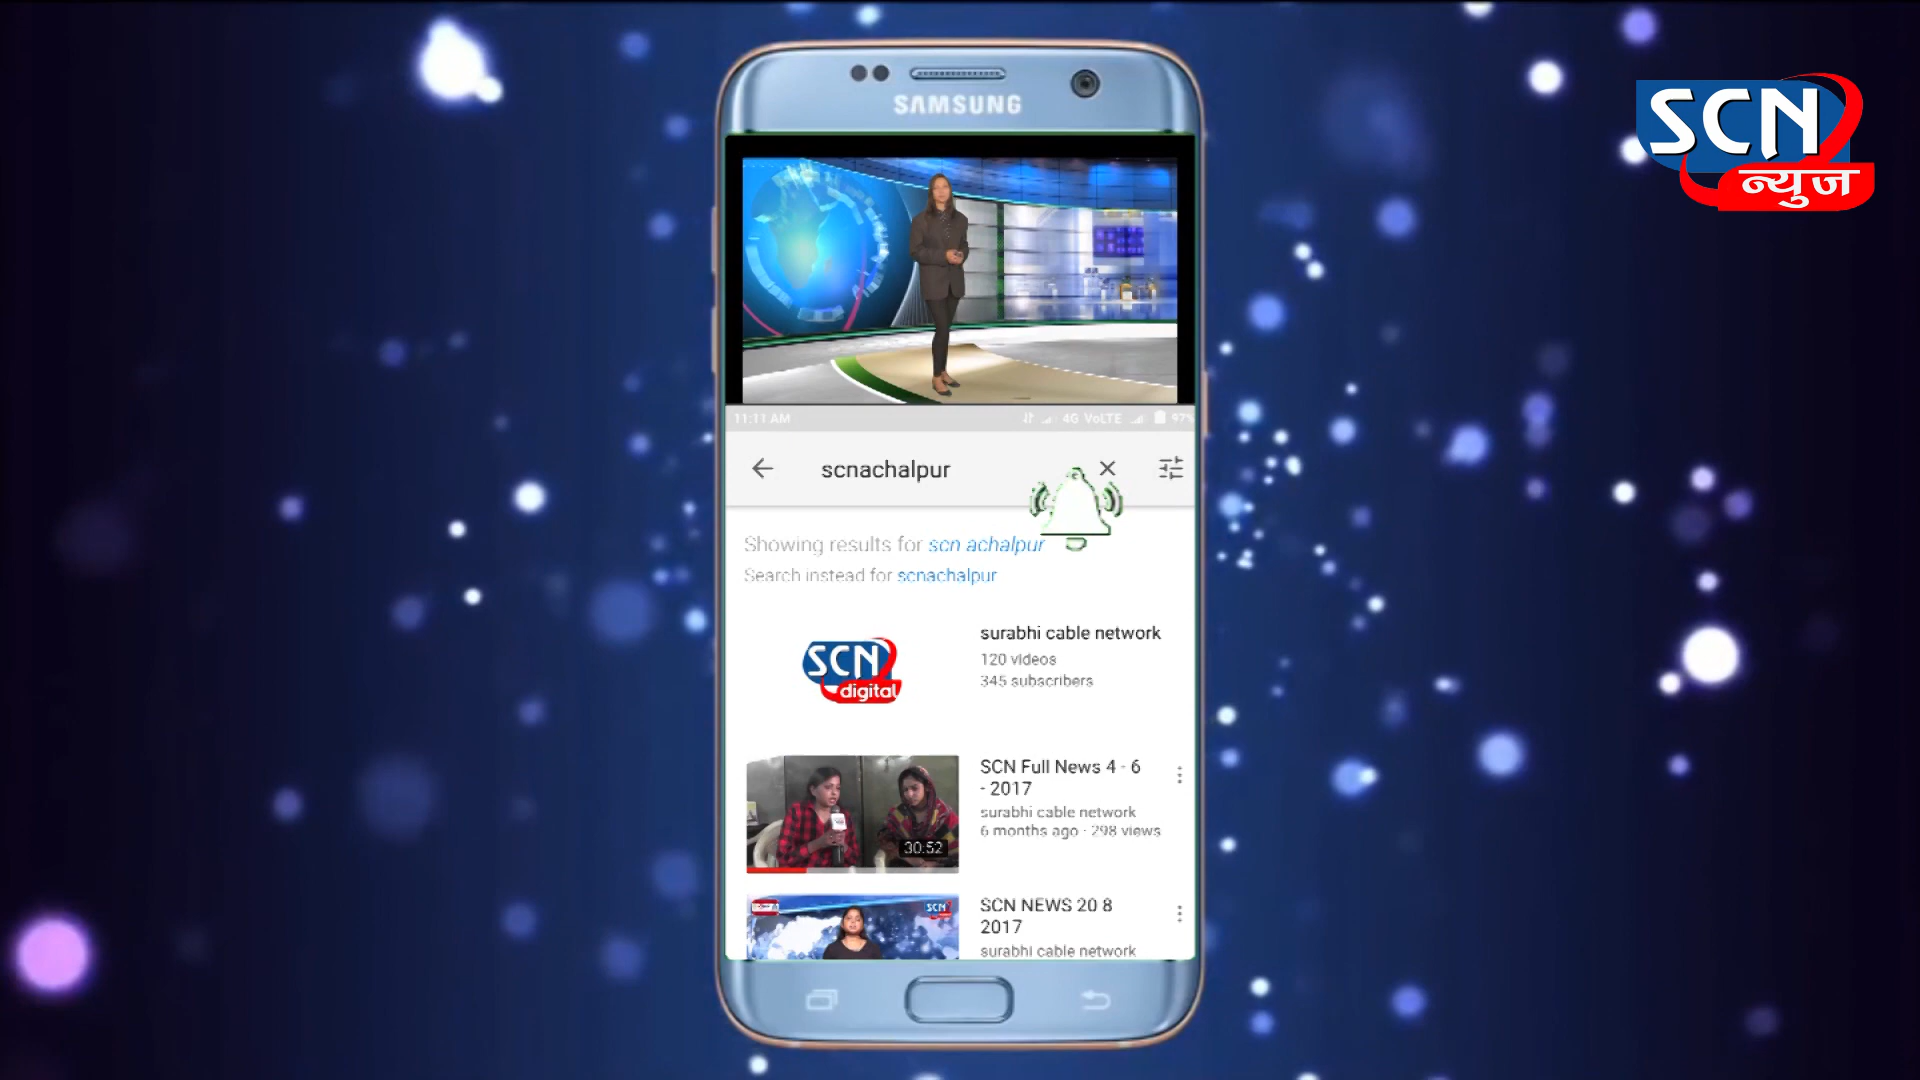 SAMSUNG
SCN
न्युज
11:11 AM
4G VoLTE
97%
scnachalpur
Showing results for scn achalpur
Search instead for scnachalpur
SCN
digital
surabhi cable network
120 videos
345 subscribers
30:52
SCN Full News 4 - 6
- 2017
surabhi cable network
6 months ago · 298 views
SCN
SCN NEWS 20 8
2017
surabhi cable network